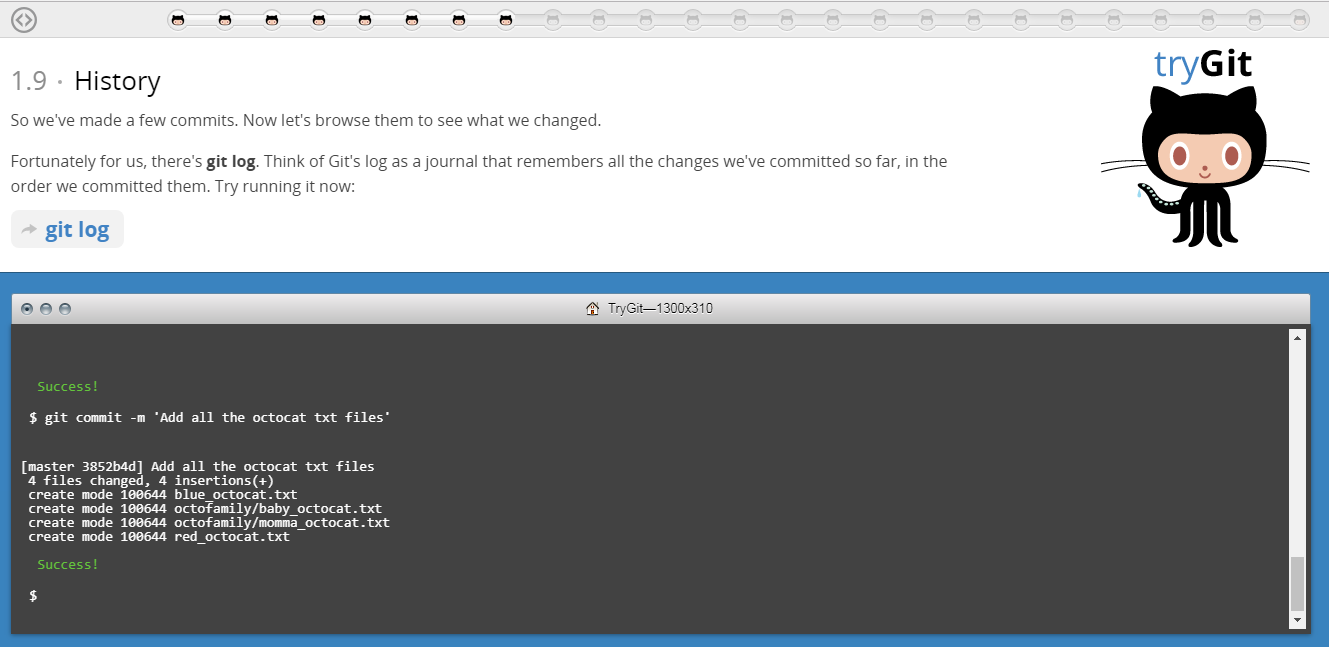 tryGit
1.9 · History
So we've made a few commits. Now let's browse them to see what we changed.
Fortunately for us, there's git log. Think of Git's log as a journal that remembers all the changes we've committed so far, in the
order we committed them. Try running it now:
git log
TryGit—1300x310
Success!
$ git commit -m 'Add all the octocat txt files'
[master 3852b4d] Add all the octocat txt files
4 files changed, 4 insertions(+)
create mode 100644 blue_octocat.txt
create mode 100644 octofamily/baby_octocat.txt
create mode 100644 octofamily/momma_octocat.txt
create mode 100644 red_octocat.txt
Success!
$